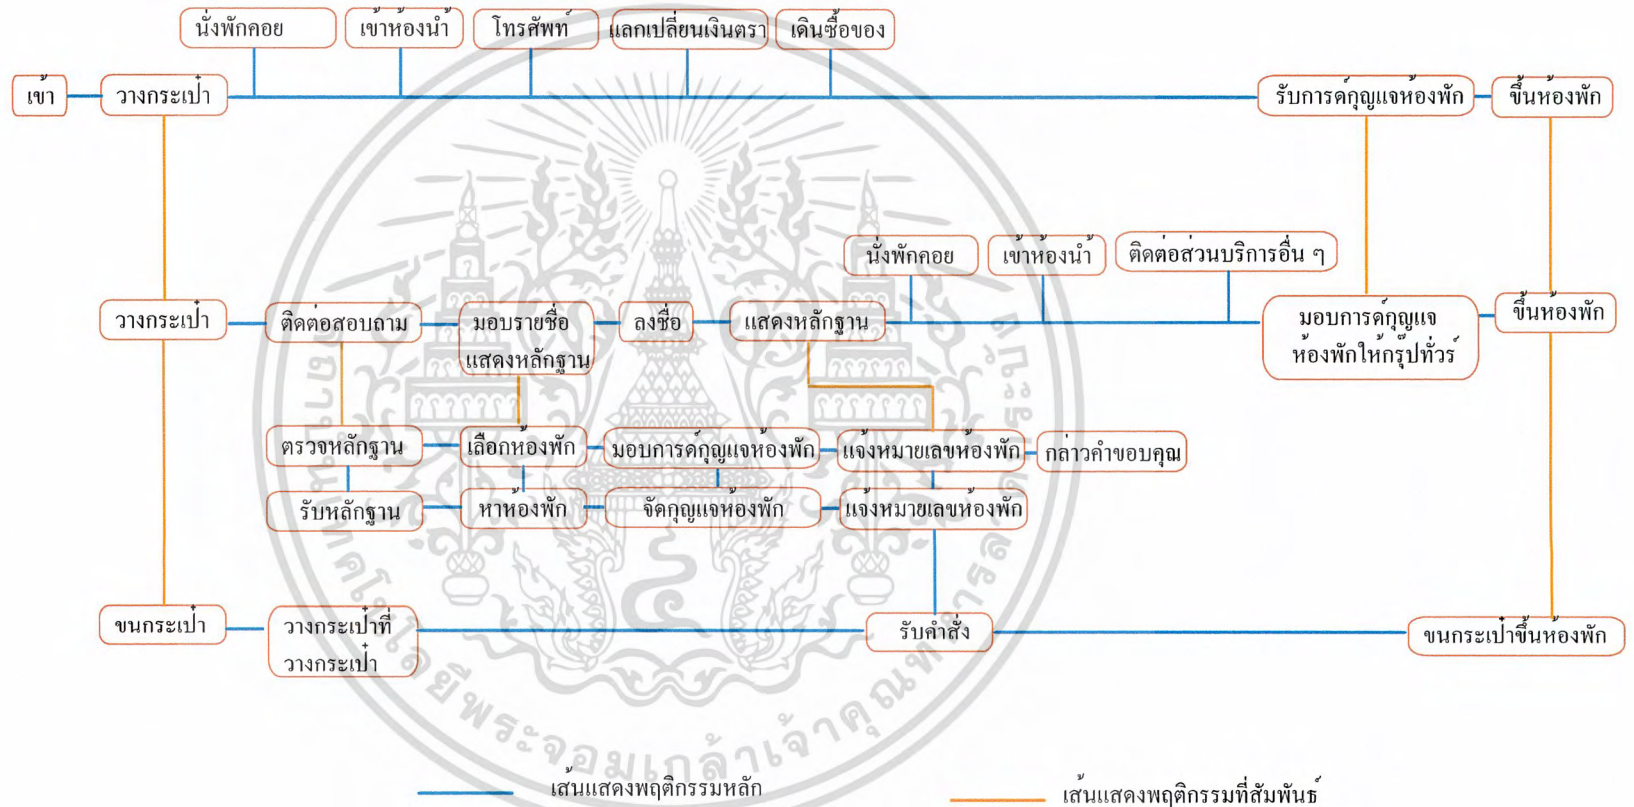 นั่งพักคอย
เข้าห้องน้ำ
โทรศัพท์
แลกเปลี่ยนเงินตรา
เดินซื้อของ
เข้า
วางกระเป๋า
รับการ์ดกุญแจห้องพัก
ขึ้นห้องพัก
นั่งพักคอย
เข้าห้องน้ำ
ติดต่อส่วนบริการอื่น ๆ
วางกระเป๋า
ติดต่อสอบถาม
มอบรายชื่อ
แสดงหลักฐาน
ลงชื่อ
แสดงหลักฐาน
มอบการ์ดกุญแจ
ห้องพักให้กรุ๊ปทัวร์
ขึ้นห้องพัก
ตรวจหลักฐาน
เลือกห้องพัก
มอบการ์ดกุญแจห้องพัก
แจ้งหมายเลขห้องพัก
กล่าวคำขอบคุณ
รับหลักฐาน
หาห้องพัก
จัดกุญแจห้องพัก
แจ้งหมายเลขห้องพัก
ขนกระเป๋า
วางกระเป๋าที่
วางกระเป๋า
รับคำสั่ง
ขนกระเป๋าขึ้นห้องพัก
เส้นแสดงพฤติกรรมหลัก
เส้นแสดงพฤติกรรมที่สัมพันธ์